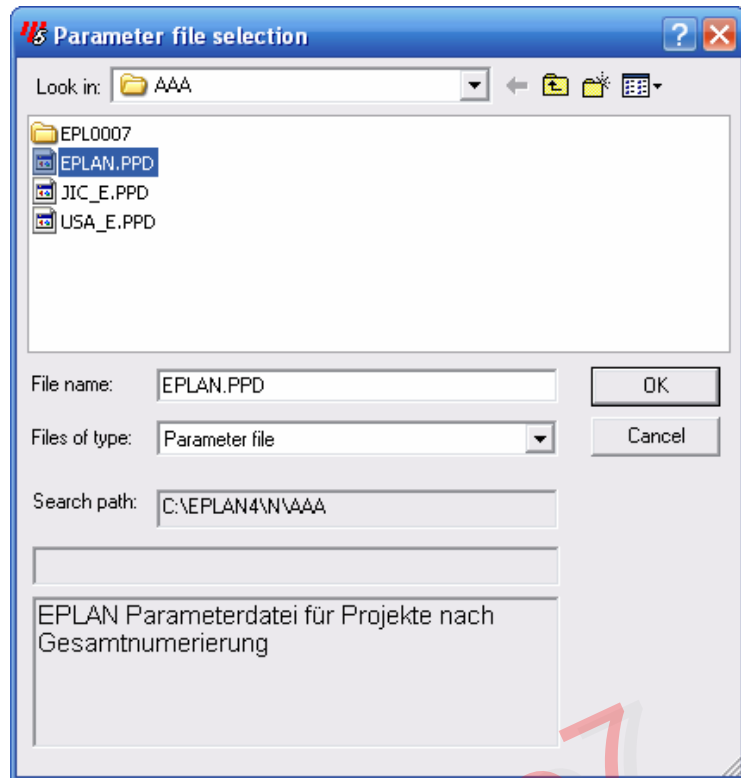 Parameter file selection
Look in: AAA
EPL0007
EPLAN.PPD
JIC_E.PPD
USA_E.PPD
File name: EPLAN.PPD OK
Files of type: Parameter file Cancel
Search path: C:\EPLAN4\N\AAA
EPLAN Parameterdatei für Projekte nach
Gesamtnumerierung